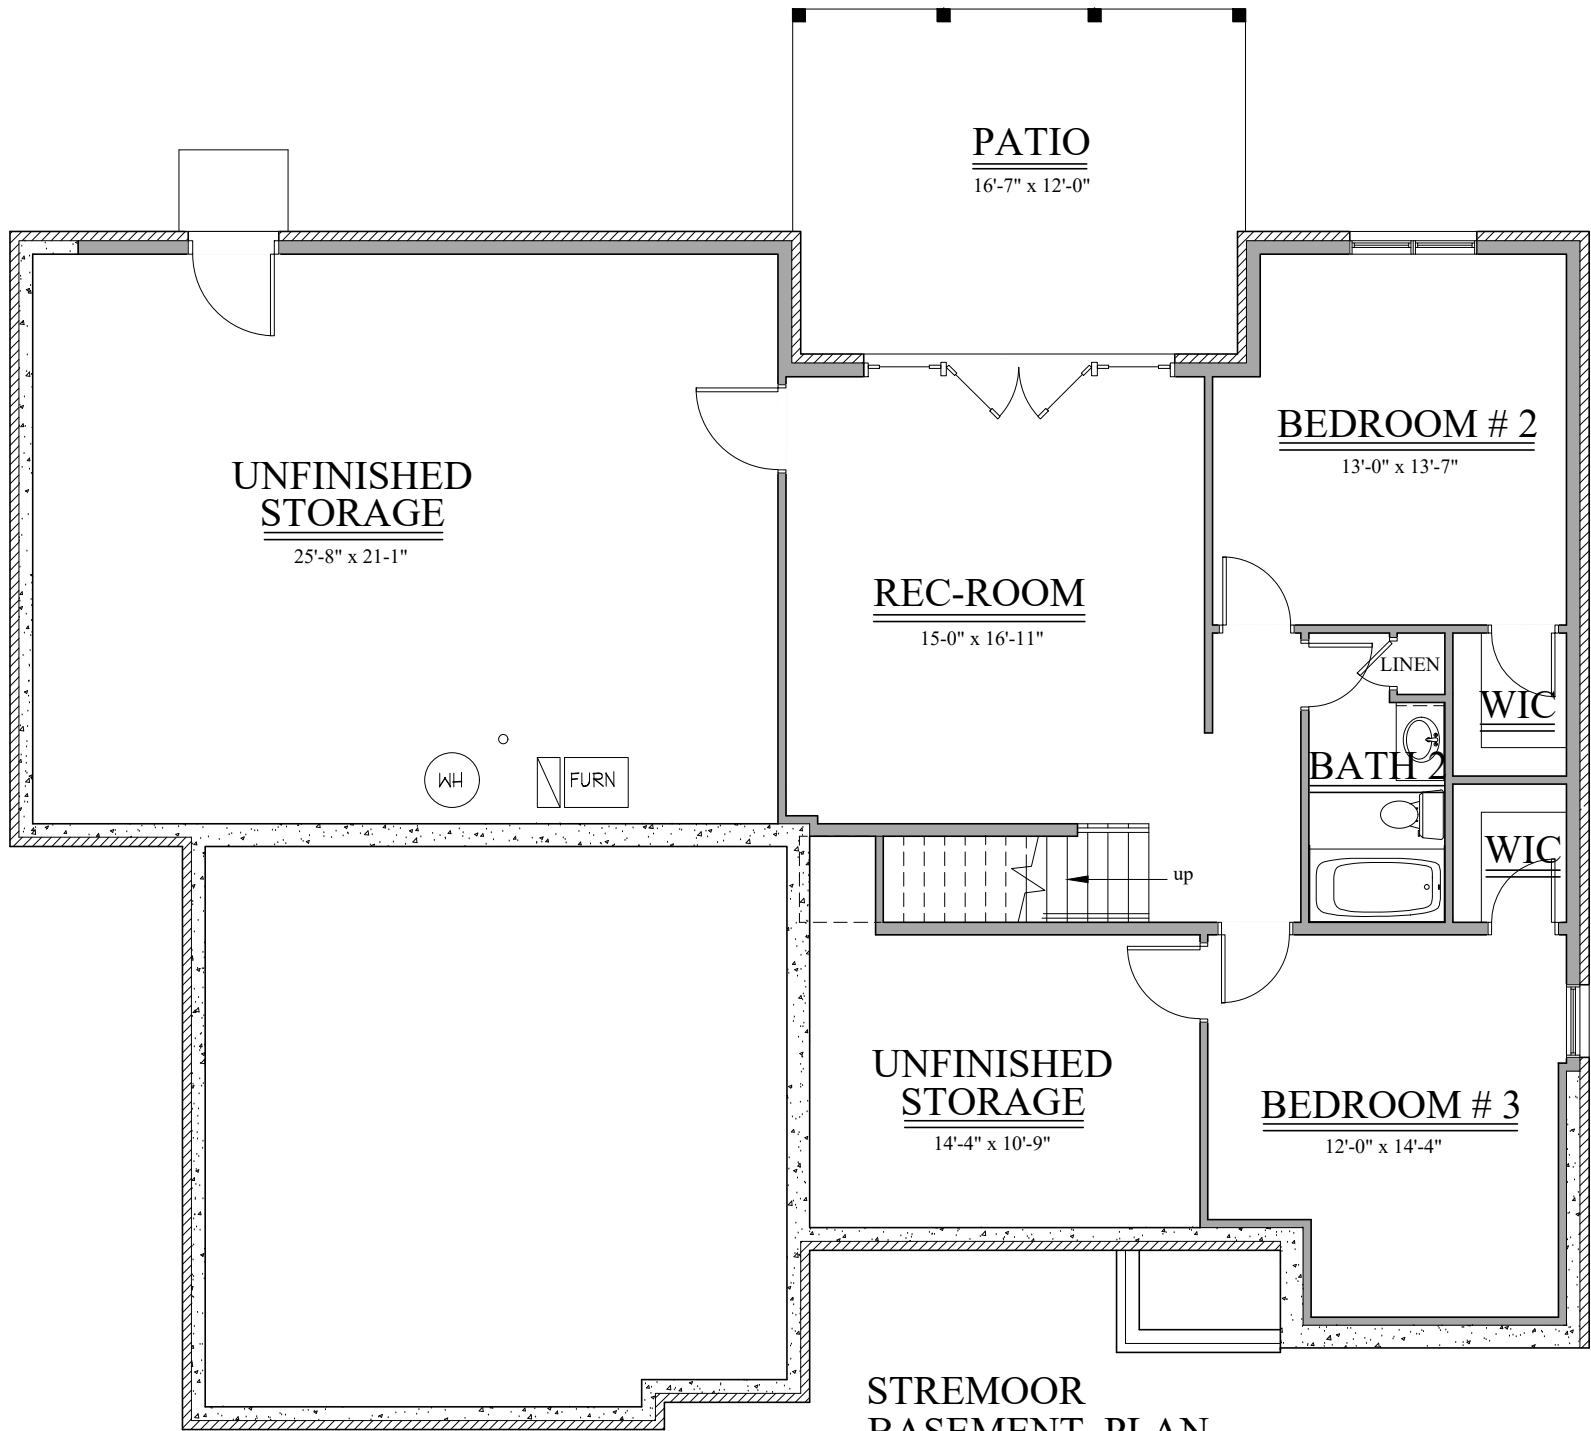 PATIO
16'-7" x 12'-0"
BEDROOM # 2
13'-0" x 13'-7"
UNFINISHED
STORAGE
25'-8" x 21-1"
REC-ROOM
15-0" x 16'-11"
LINEN
WIC
BATH 2
WH
FURN
WIC
up
UNFINISHED
STORAGE
14'-4" x 10'-9"
BEDROOM # 3
12'-0" x 14'-4"
STREMOOR
BASEMENT PLAN